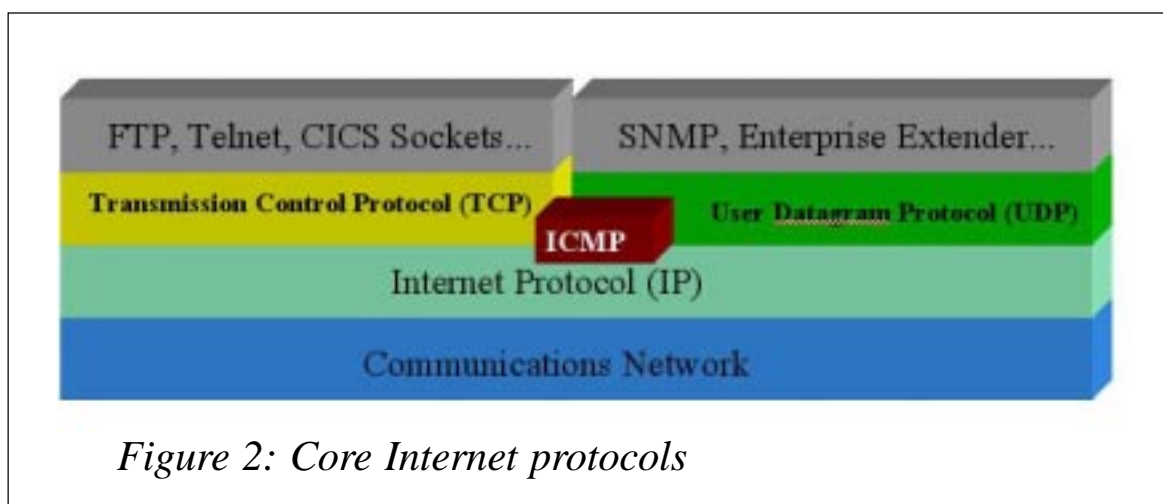 FTP, Telnet, CICS Sockets...
SNMP, Enterprise Extender...
Transmission Control Protocol (TCP)
User Datagram Protocol (UDP)
ICMP
Internet Protocol (IP)
Communications Network
Figure 2: Core Internet protocols